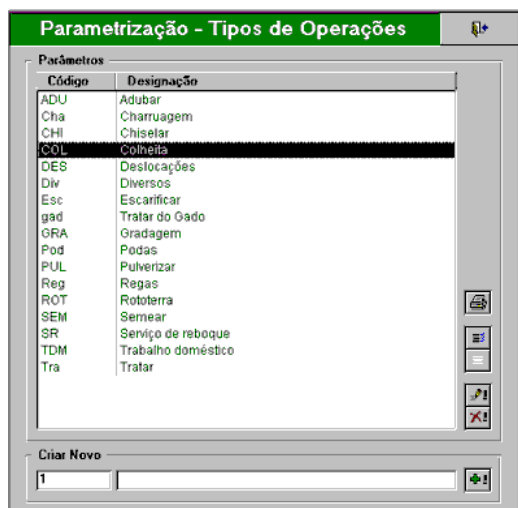 Parametrização - Tipos de Operações
Parâmetros
Código Designação
ADU Adubar
Cha Charruagem
CHI Chiselar
COL Colheita
DES Deslocações
Div Diversos
Esc Escarificar
gad Tratar do Gado
GRA Gradagem
Pod Podas
PUL Pulverizar
Reg Regas
ROT Rototerra
SEM Semear
SR Serviço de reboque
TDM Trabalho doméstico
Tra Tratar
Criar Novo
1